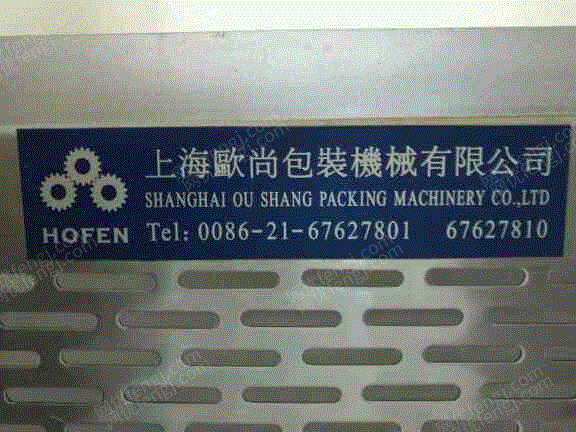 上海歐尚包裝機械有限公司
SHANGHAI OU SHANG PACKING MACHINERY CO.,LTD
HOFEN
Tel: 0086-21-67627801 67627810